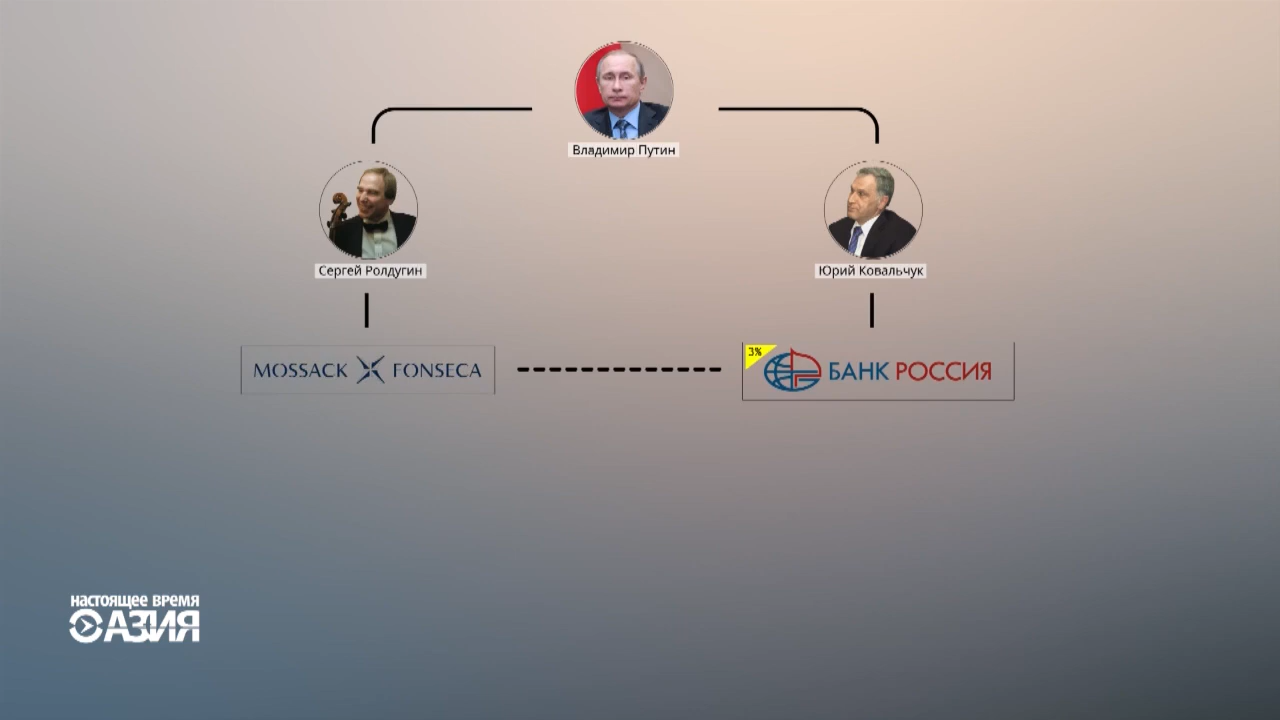 Владимир Путин
Сергей Ролдугин
Юрий Ковальчук
MOSSACK FONSECA
3%
БАНК РОССИЯ
НАСТОЯЩЕЕ ВРЕМЯ
АЗИЯ